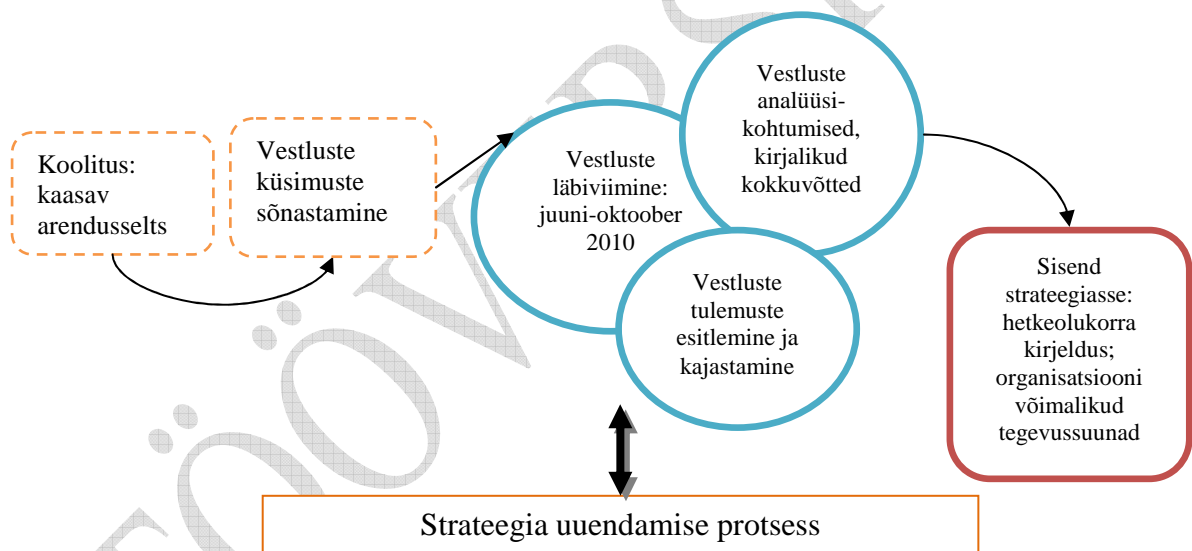 Koolitus:
kaasav
arendusselts
Vestluste
küsimuste
sõnastamine
Vestluste
läbiviimine:
juuni-oktoober
2010
Vestluste
analüüsi-
kohtumised,
kirjalikud
kokkuvõtted
Vestluste
tulemuste
esitlemine ja
kajastamine
Sisend
strateegiasse:
hetkeolukorra
kirjeldus;
organisatsiooni
võimalikud
tegevussuunad
Strateegia uuendamise protsess